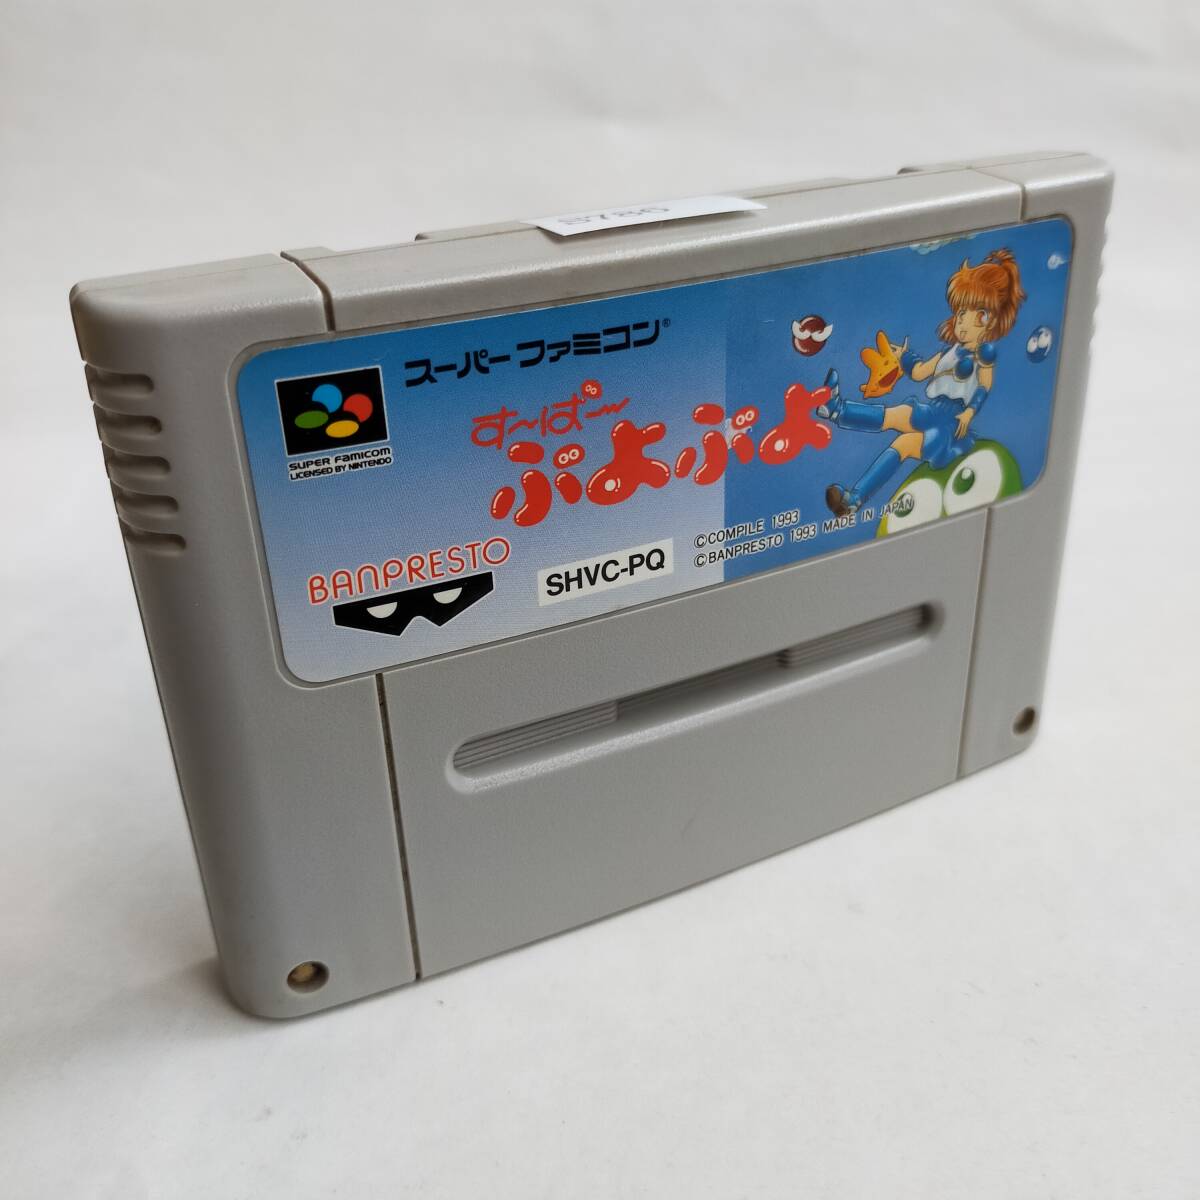 S786
スーパーファミコン®
SUPER FAMICOM
LICENSED BY NINTENDO
す〜ぱ〜
ぷよぷよ
©COMPILE 1993
©BANPRESTO 1993 MADE IN JAPAN
BANPRESTO
SHVC-PQ